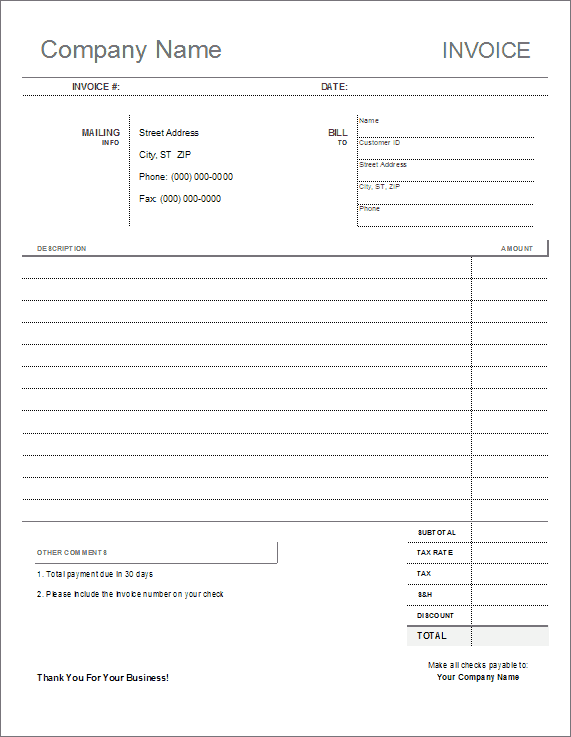 Company Name
INVOICE
INVOICE #:
DATE:
MAILING
INFO
Street Address
City, ST  ZIP
Phone: (000) 000-0000
Fax: (000) 000-0000
BILL
TO
Name
Customer ID
Street Address
City, ST, ZIP
Phone
DESCRIPTION
AMOUNT
SUBTOTAL
TAX RATE
TAX
S&H
DISCOUNT
TOTAL
OTHER COMMENTS
1. Total payment due in 30 days
2. Please include the invoice number on your check
Make all checks payable to:
Your Company Name
Thank You For Your Business!